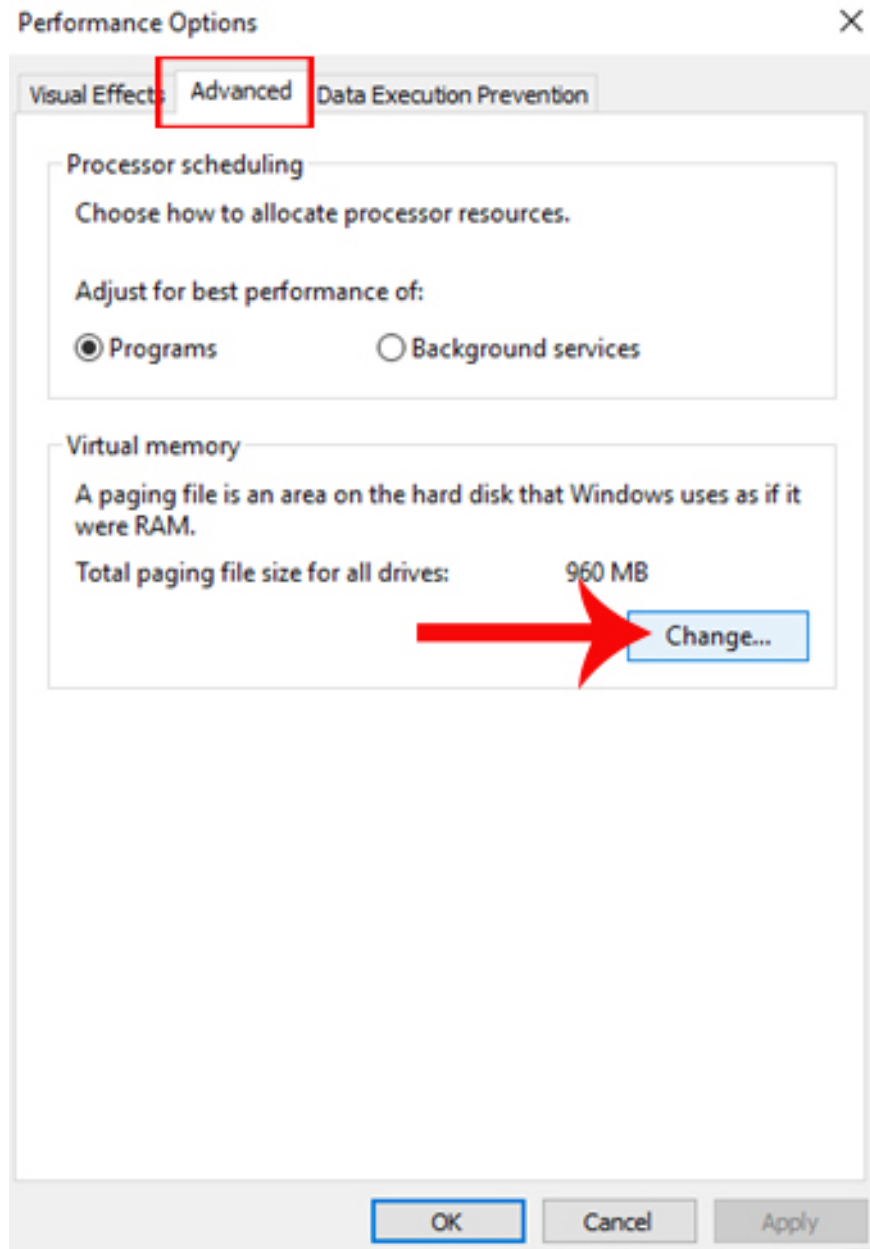 Performance Options
Visual Effects Advanced Data Execution Prevention
Processor scheduling
Choose how to allocate processor resources.
Adjust for best performance of:
Programs Background services
Virtual memory
A paging file is an area on the hard disk that Windows uses as if it
were RAM.
Total paging file size for all drives: 960 MB
Change...
OK Cancel Apply